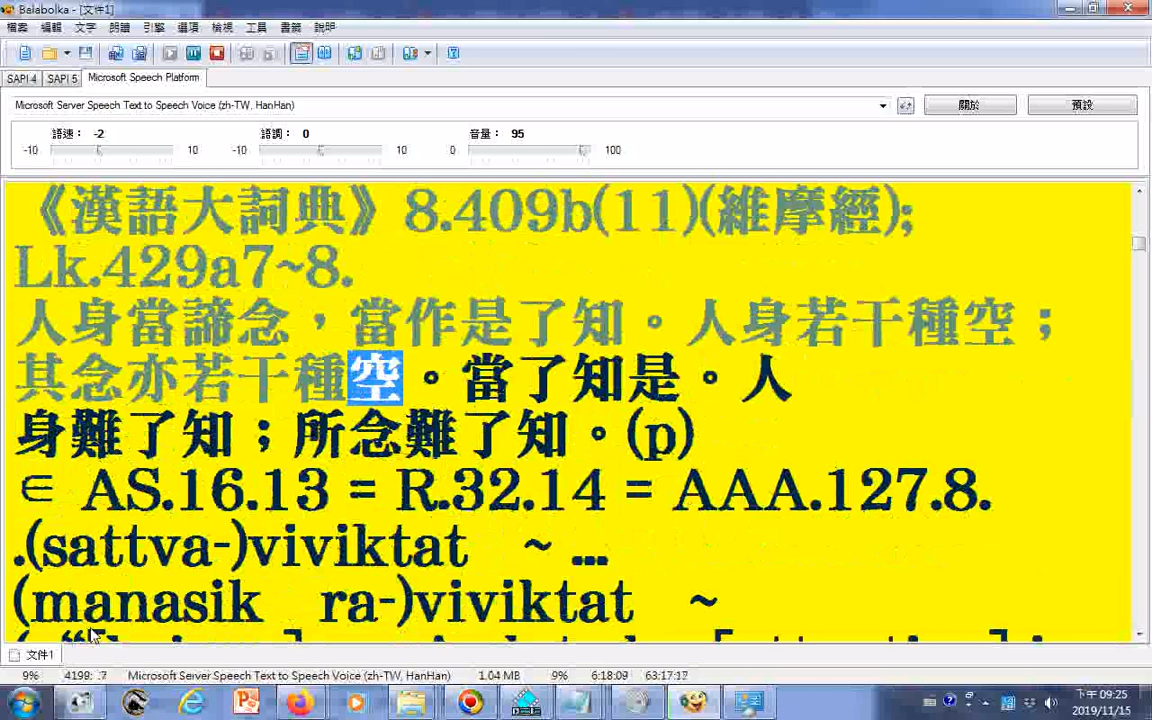 Balabolka - [文件1]
檔案 編輯 文字 朗讀 引擎 選項 檢視 工具 書籤 說明
SAPI 4 SAPI 5 Microsoft Speech Platform
Microsoft Server Speech Text to Speech Voice (zh-TW, HanHan) 關於 預設
語速： -2 語調： 0 音量： 95
-10 10 -10 10 0 100
《漢語大詞典》 8.409b(11)(維摩經);
Lk.429a7~8.
人身當諦念，當作是了知。人身若干種空；
其念亦若干種空。當了知是。人
身難了知；所念難了知。(p)
∈ AS.16.13 = R.32.14 = AAA.127.8.
.(sattva-)viviktat ~ ...
(manasik ra-)viviktat ~
文件1
9% 4199: .7 Microsoft Server Speech Text to Speech Voice (zh-TW, HanHan) 1.04 MB 9% 6:18:09 63:17:17
下午 09:25
2019/11/15